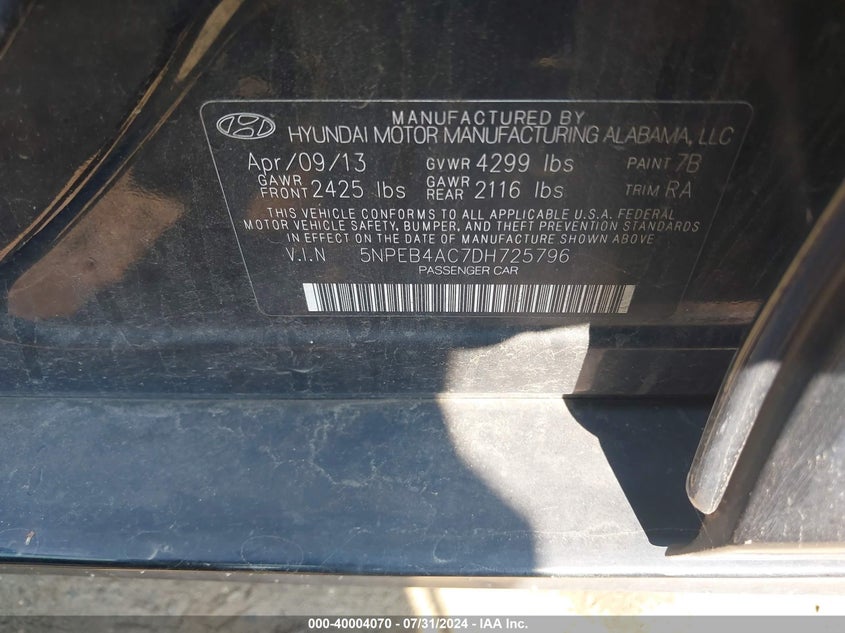 MANUFACTURED BY
HYUNDAI MOTOR MANUFACTURING ALABAMA, LLC
Apr/09/13 GVWR 4299 lbs PAINT 7B
GAWR FRONT 2425 lbs GAWR REAR 2116 lbs TRIM RA
THIS VEHICLE CONFORMS TO ALL APPLICABLE U.S.A. FEDERAL
MOTOR VEHICLE SAFETY, BUMPER, AND THEFT PREVENTION STANDARDS
IN EFFECT ON THE DATE OF MANUFACTURE SHOWN ABOVE.
V.I.N 5NPEB4AC7DH725796
PASSENGER CAR
000-40004070 - 07/31/2024 - IAA Inc.